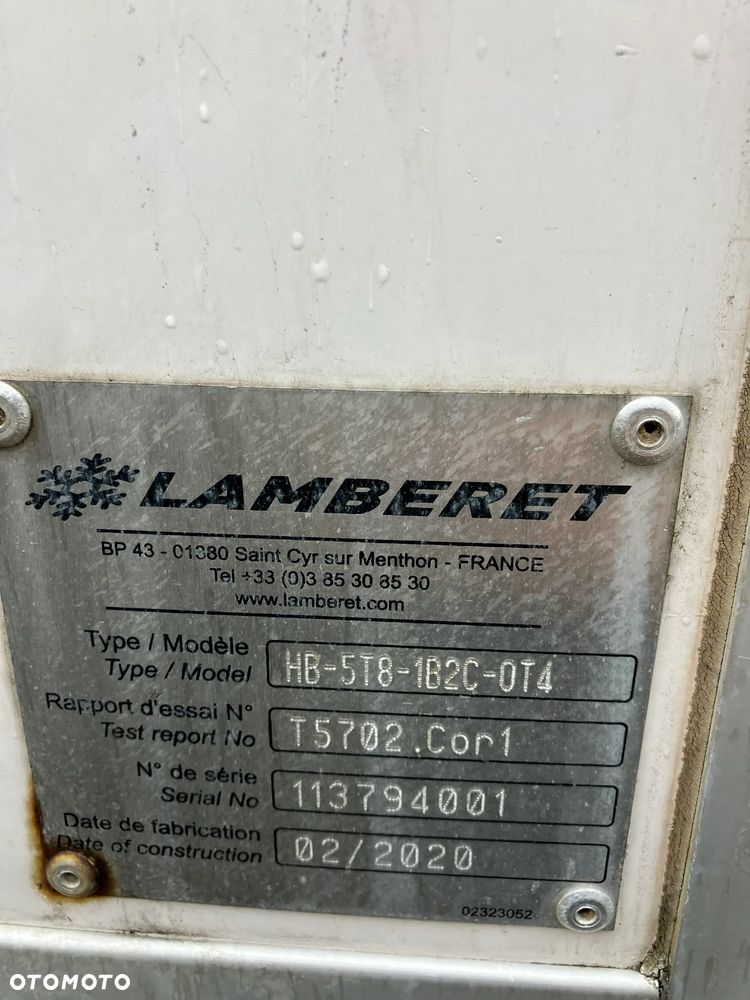 LAMBERET
BP 43 - 01380 Saint Cyr sur Menthon - FRANCE
Tel +33 (0)3 85 30 85 30
www.lamberet.com
Type / Modèle
Type / Model
HB-5T8-1B2C-0T4
Rapport d'essai N°
Test report No
T5702.Cor1
N° de série
Serial No
113794001
Date de fabrication
Date of construction
02/2020
02323052
OTOMOTO